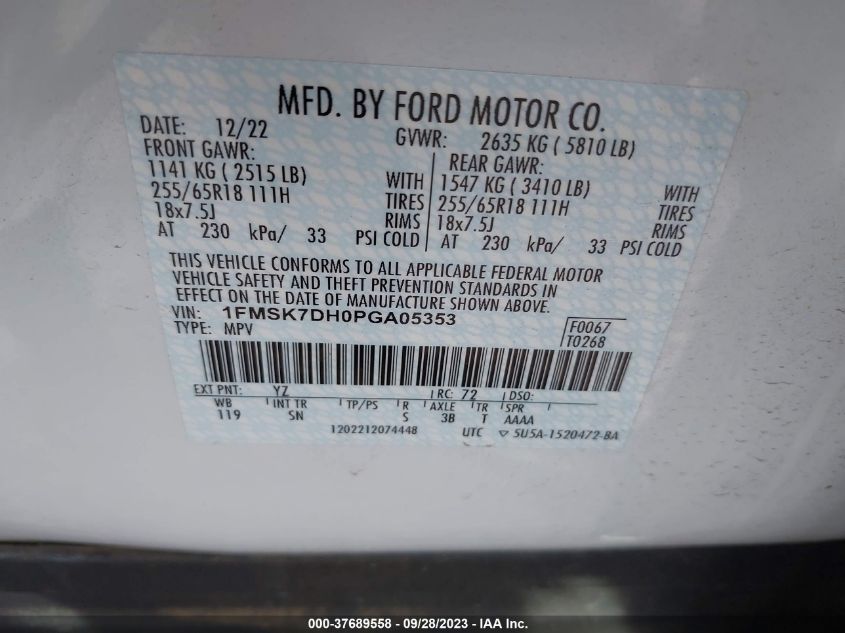 MFD. BY FORD MOTOR CO.
DATE: 12/22 GVWR: 2635 KG ( 5810 LB)
FRONT GAWR: REAR GAWR:
1141 KG ( 2515 LB) WITH 1547 KG ( 3410 LB) WITH
255/65R18 111H TIRES 255/65R18 111H TIRES
18x7.5J RIMS 18x7.5J RIMS
AT 230 kPa/ 33 PSI COLD AT 230 kPa/ 33 PSI COLD
THIS VEHICLE CONFORMS TO ALL APPLICABLE FEDERAL MOTOR
VEHICLE SAFETY AND THEFT PREVENTION STANDARDS IN
EFFECT ON THE DATE OF MANUFACTURE SHOWN ABOVE.
VIN: 1FMSK7DH0PGA05353 F0067
TYPE: MPV T0268
EXT PNT: YZ RC: 72 DSO:
WB INT TR TP/PS R AXLE TR SPR
119 SN S 3B T AAAA
1202212074448 UTC ▽ 5U5A-1520472-BA
000-37689558 - 09/28/2023 - IAA Inc.